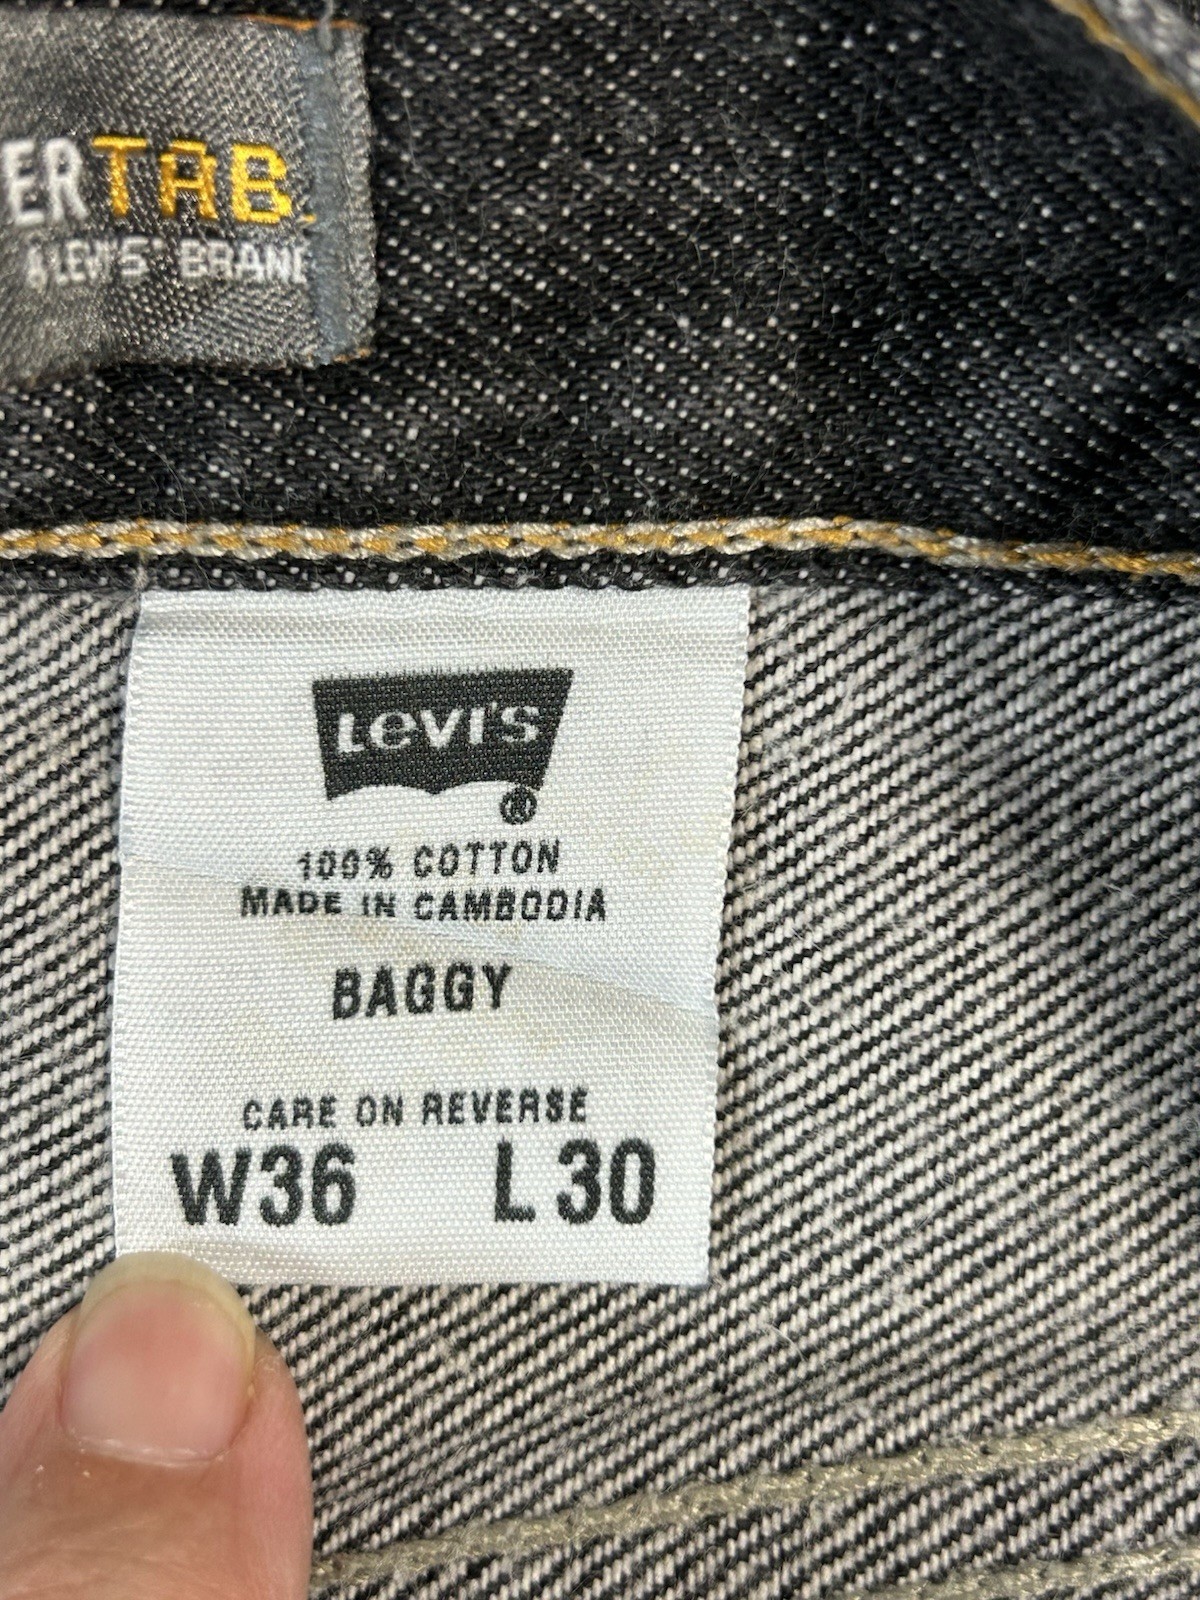 ERTAB.
A LEVI'S® BRAND
Levi's
®
100% COTTON
MADE IN CAMBODIA
BAGGY
CARE ON REVERSE
W36 L30